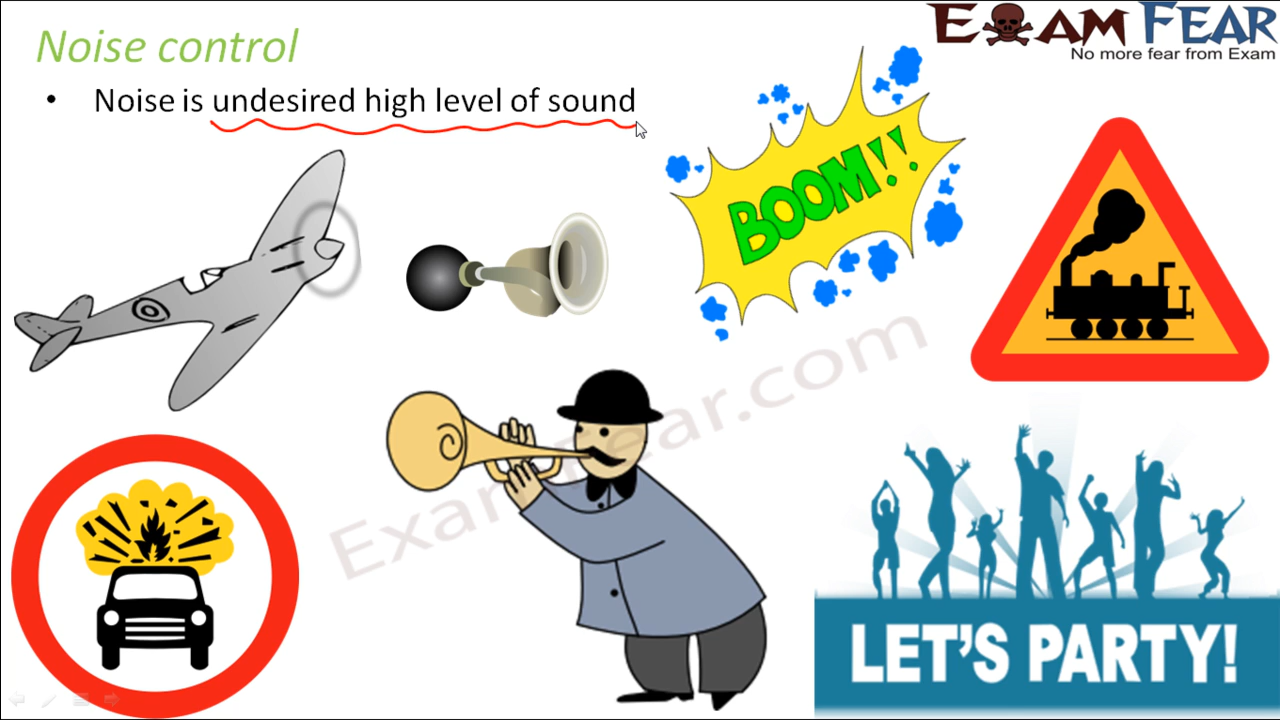 Noise control
EXAM FEAR
No more fear from Exam
• Noise is undesired high level of sound
BOOM!!
ExamFear.com
LET'S PARTY!